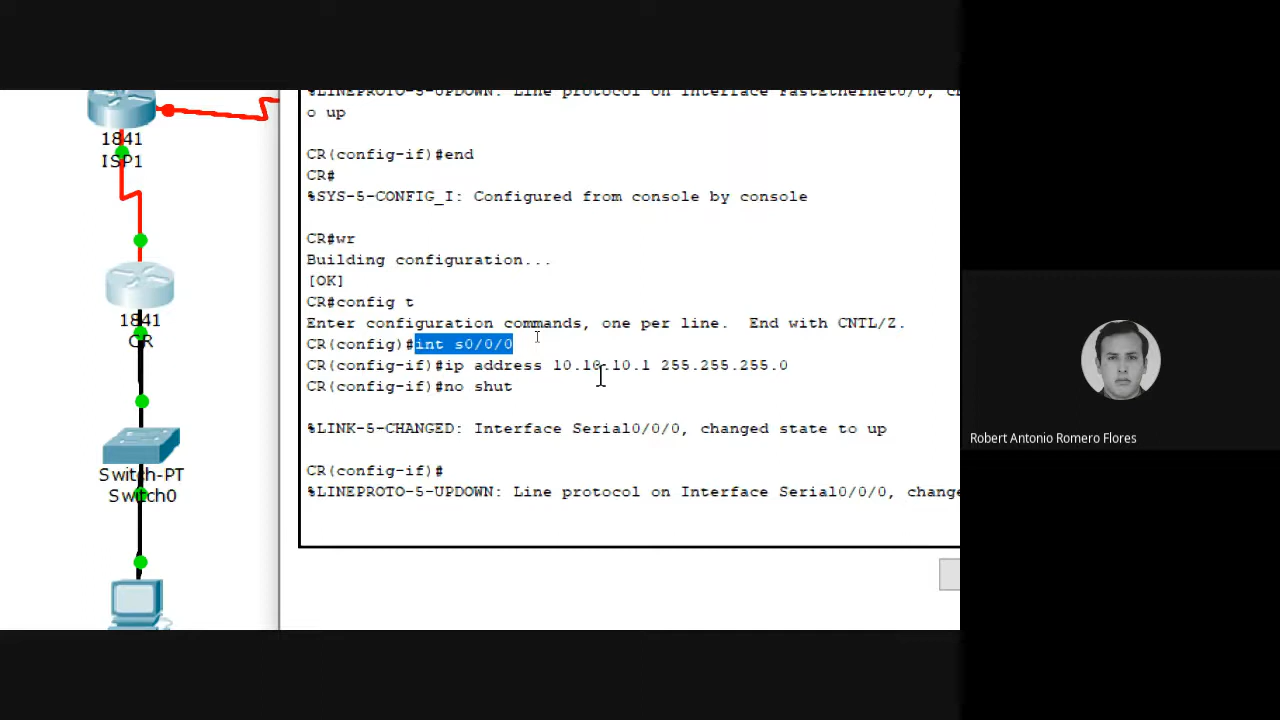 1841
ISP1
1841
CR
Switch-PT
Switch0
%LINEPROTO-5-UPDOWN: Line protocol on Interface FastEthernet0/0, c
o up
CR(config-if)#end
CR#
%SYS-5-CONFIG_I: Configured from console by console
CR#wr
Building configuration...
[OK]
CR#config t
Enter configuration commands, one per line.  End with CNTL/Z.
CR(config)#int s0/0/0
CR(config-if)#ip address 10.10.10.1 255.255.255.0
CR(config-if)#no shut
%LINK-5-CHANGED: Interface Serial0/0/0, changed state to up
CR(config-if)#
%LINEPROTO-5-UPDOWN: Line protocol on Interface Serial0/0/0, change
Robert Antonio Romero Flores